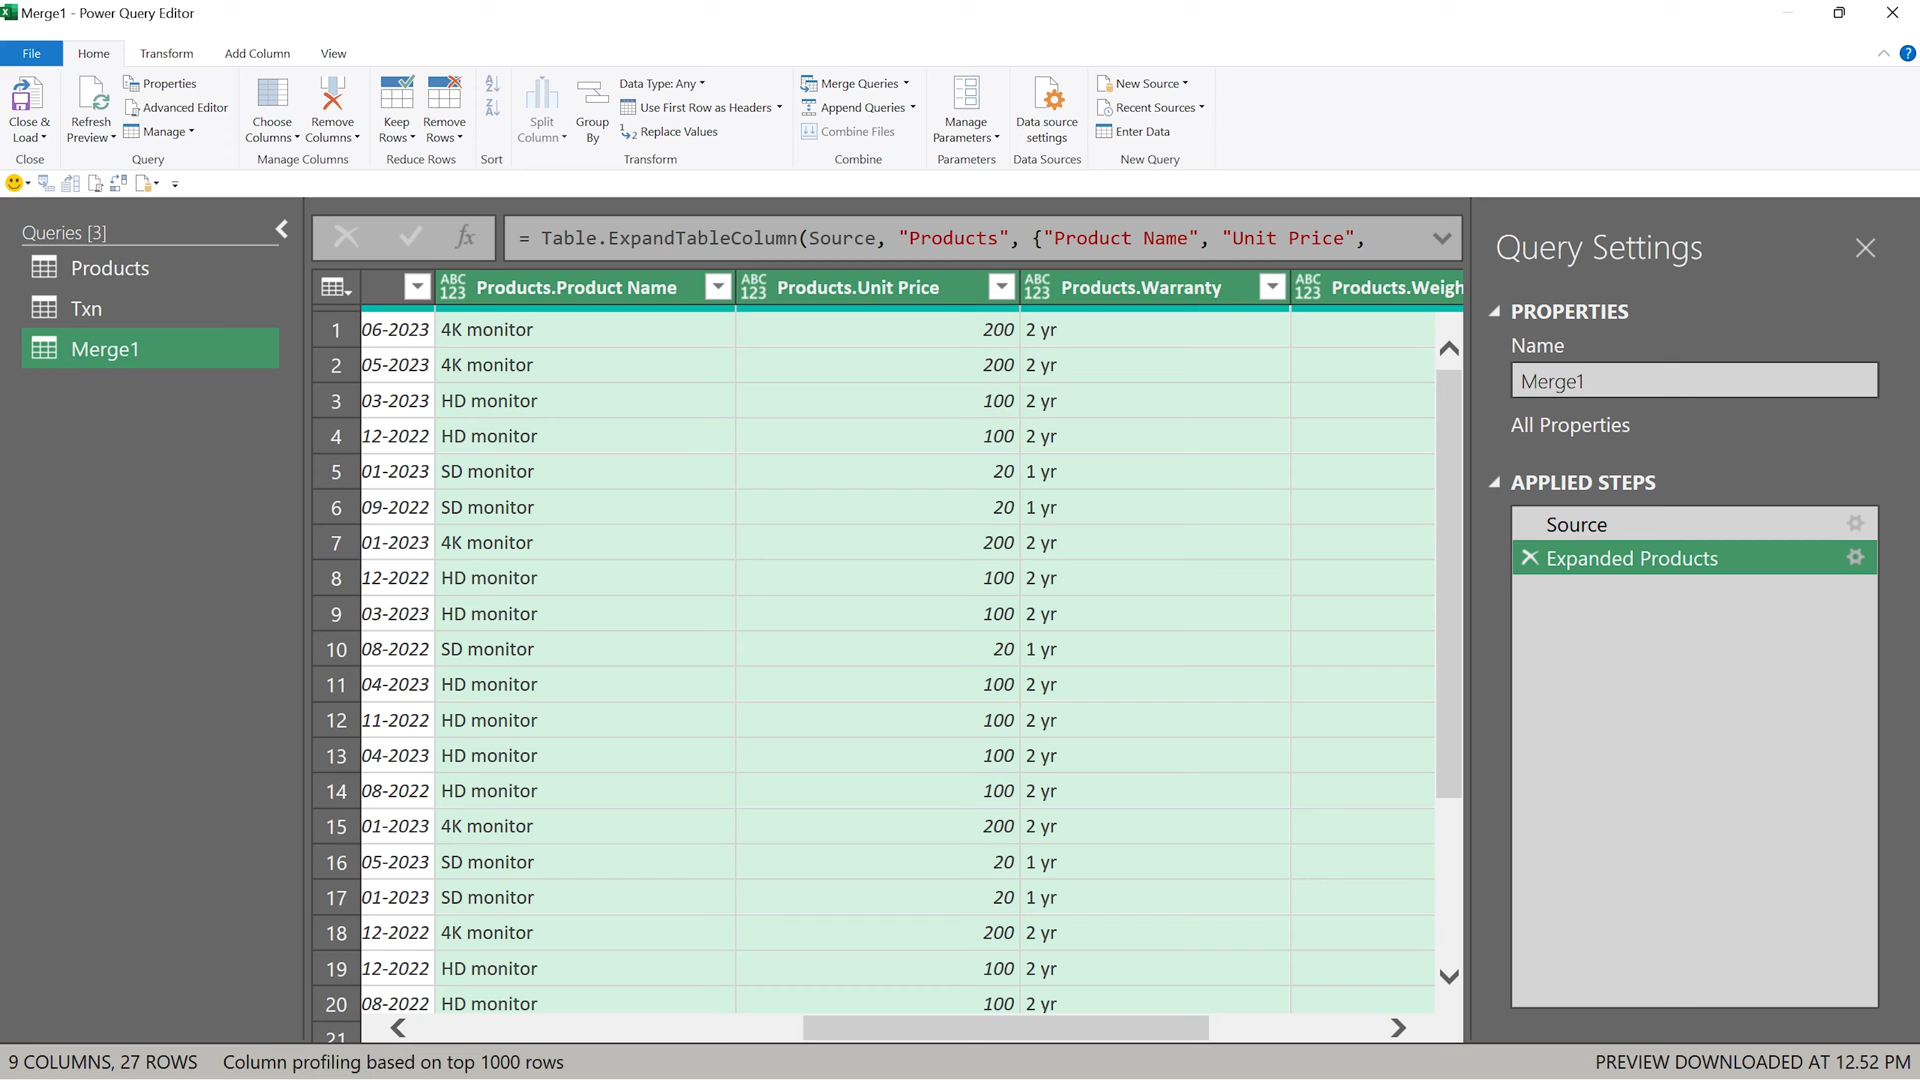 Merge1 - Power Query Editor
File Home Transform Add Column View
Close & Load
Close
Refresh Preview
Properties
Advanced Editor
Manage
Query
Choose Columns
Remove Columns
Manage Columns
Keep Rows
Remove Rows
Reduce Rows
Sort
Split Column
Group By
Data Type: Any
Use First Row as Headers
Replace Values
Transform
Merge Queries
Append Queries
Combine Files
Combine
Manage Parameters
Parameters
Data source settings
Data Sources
New Source
Recent Sources
Enter Data
New Query
Queries [3]
Products
Txn
Merge1
= Table.ExpandTableColumn(Source, "Products", {"Product Name", "Unit Price",
ABC 123 Products.Product Name ABC 123 Products.Unit Price ABC 123 Products.Warranty ABC 123 Products.Weigh
1 06-2023 4K monitor 200 2 yr
2 05-2023 4K monitor 200 2 yr
3 03-2023 HD monitor 100 2 yr
4 12-2022 HD monitor 100 2 yr
5 01-2023 SD monitor 20 1 yr
6 09-2022 SD monitor 20 1 yr
7 01-2023 4K monitor 200 2 yr
8 12-2022 HD monitor 100 2 yr
9 03-2023 HD monitor 100 2 yr
10 08-2022 SD monitor 20 1 yr
11 04-2023 HD monitor 100 2 yr
12 11-2022 HD monitor 100 2 yr
13 04-2023 HD monitor 100 2 yr
14 08-2022 HD monitor 100 2 yr
15 01-2023 4K monitor 200 2 yr
16 05-2023 SD monitor 20 1 yr
17 01-2023 SD monitor 20 1 yr
18 12-2022 4K monitor 200 2 yr
19 12-2022 HD monitor 100 2 yr
20 08-2022 HD monitor 100 2 yr
21
Query Settings
PROPERTIES
Name
Merge1
All Properties
APPLIED STEPS
Source
Expanded Products
9 COLUMNS, 27 ROWS Column profiling based on top 1000 rows PREVIEW DOWNLOADED AT 12.52 PM